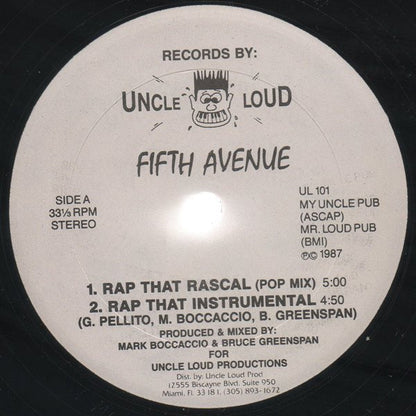 RECORDS BY:
UNCLE LOUD
FIFTH AVENUE
SIDE A
33⅓ RPM
STEREO
UL 101
MY UNCLE PUB
(ASCAP)
MR. LOUD PUB
(BMI)
℗© 1987
1. RAP THAT RASCAL (POP MIX) 5:00
2. RAP THAT INSTRUMENTAL 4:50
(G. PELLITO, M. BOCCACCIO, B. GREENSPAN)
PRODUCED & MIXED BY:
MARK BOCCACCIO & BRUCE GREENSPAN
FOR
UNCLE LOUD PRODUCTIONS
Dist. by: Uncle Loud Prod
12555 Biscayne Blvd. Suite 950
Miami, Fl. 33181. (305) 893-1672